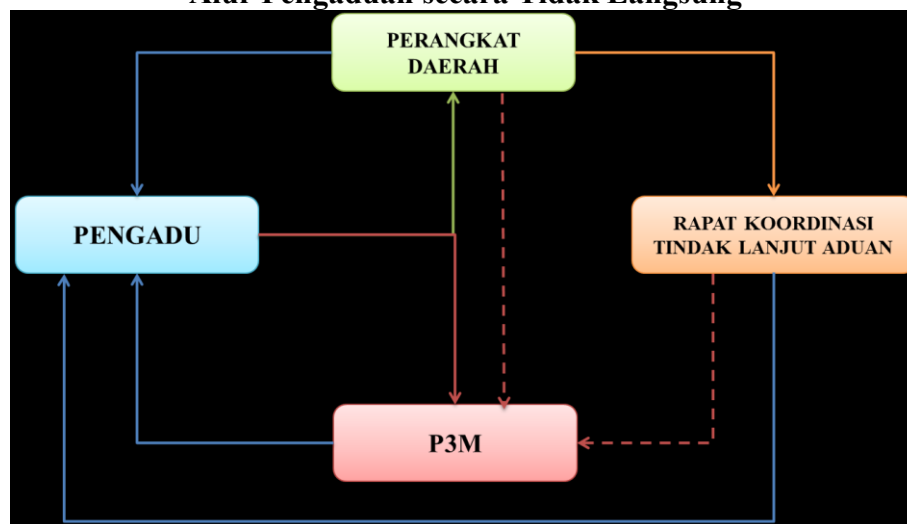 Alur Pengaduan secara Tidak Langsung
PERANGKAT
DAERAH
PENGADU
RAPAT KOORDINASI
TINDAK LANJUT ADUAN
P3M